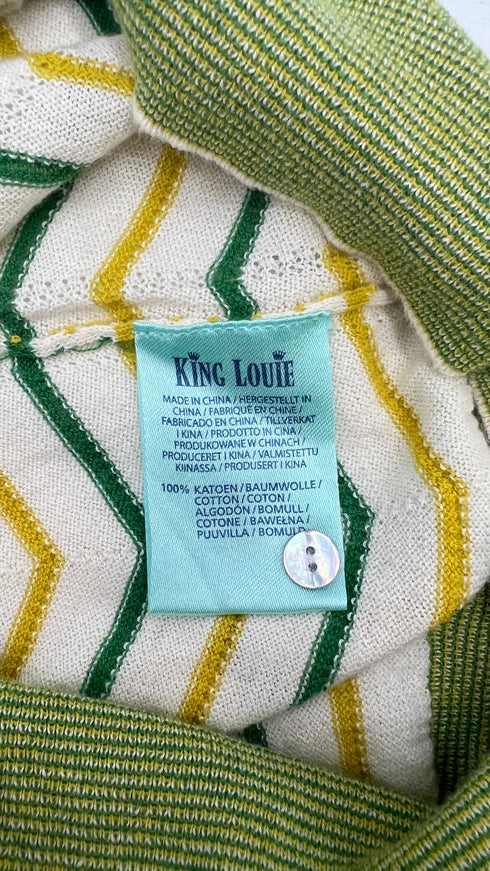 KING LOUIE
MADE IN CHINA / HERGESTELLT IN
CHINA / FABRIQUÉ EN CHINE /
FABRICADO EN CHINA / TILLVERKAT
I KINA / PRODOTTO IN CINA /
PRODUKOWANE W CHINACH /
PRODUCERET I KINA / VALMISTETTU
KIINASSA / PRODUSERT I KINA
100% KATOEN / BAUMWOLLE /
COTTON / COTON /
ALGODÓN / BOMULL /
COTONE / BAWEŁNA /
PUUVILLA / BOMULD